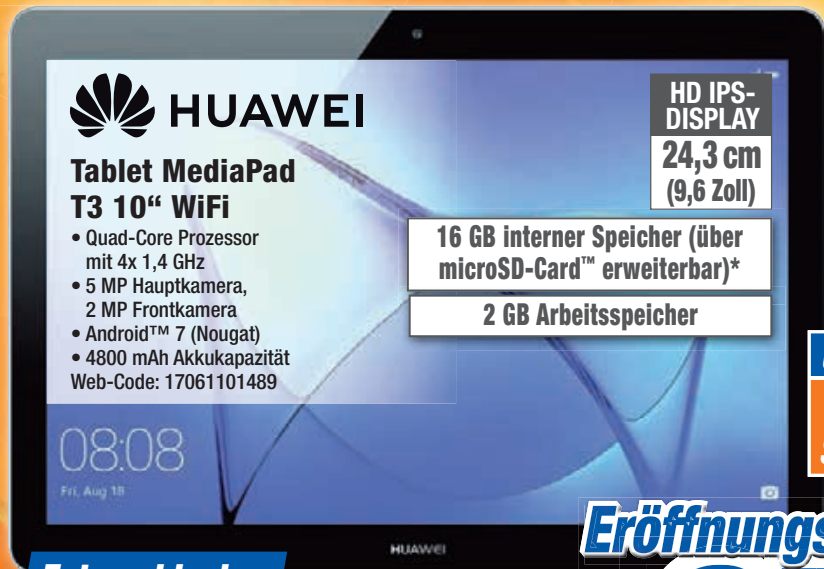 HUAWEI
Tablet MediaPad
T3 10“ WiFi
• Quad-Core Prozessor
mit 4x 1,4 GHz
• 5 MP Hauptkamera,
2 MP Frontkamera
• Android™ 7 (Nougat)
• 4800 mAh Akkukapazität
Web-Code: 17061101489
HD IPS-
DISPLAY
24,3 cm
(9,6 Zoll)
16 GB interner Speicher (über
microSD-Card™ erweiterbar)*
2 GB Arbeitsspeicher
08:08
Fri, Aug 18
HUAWEI
Eröffnungs